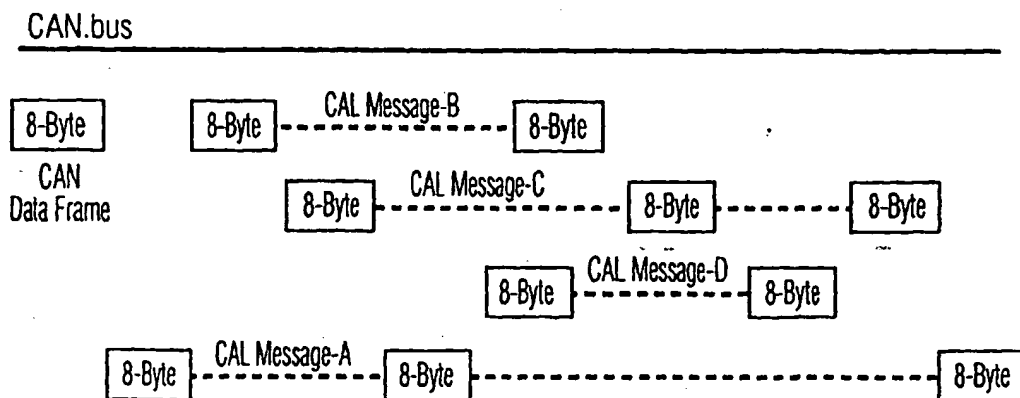 CAN.bus
8-Byte 8-Byte CAL Message-B 8-Byte
CAN
Data Frame
8-Byte CAL Message-C 8-Byte 8-Byte
8-Byte CAL Message-D 8-Byte
8-Byte CAL Message-A 8-Byte 8-Byte